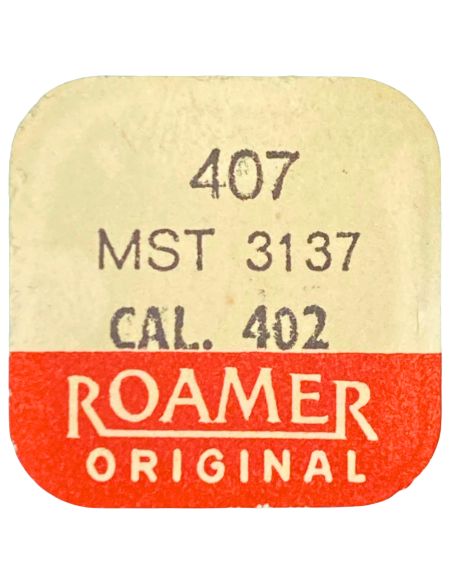 407
MST 3137
CAL. 402
ROAMER
ORIGINAL